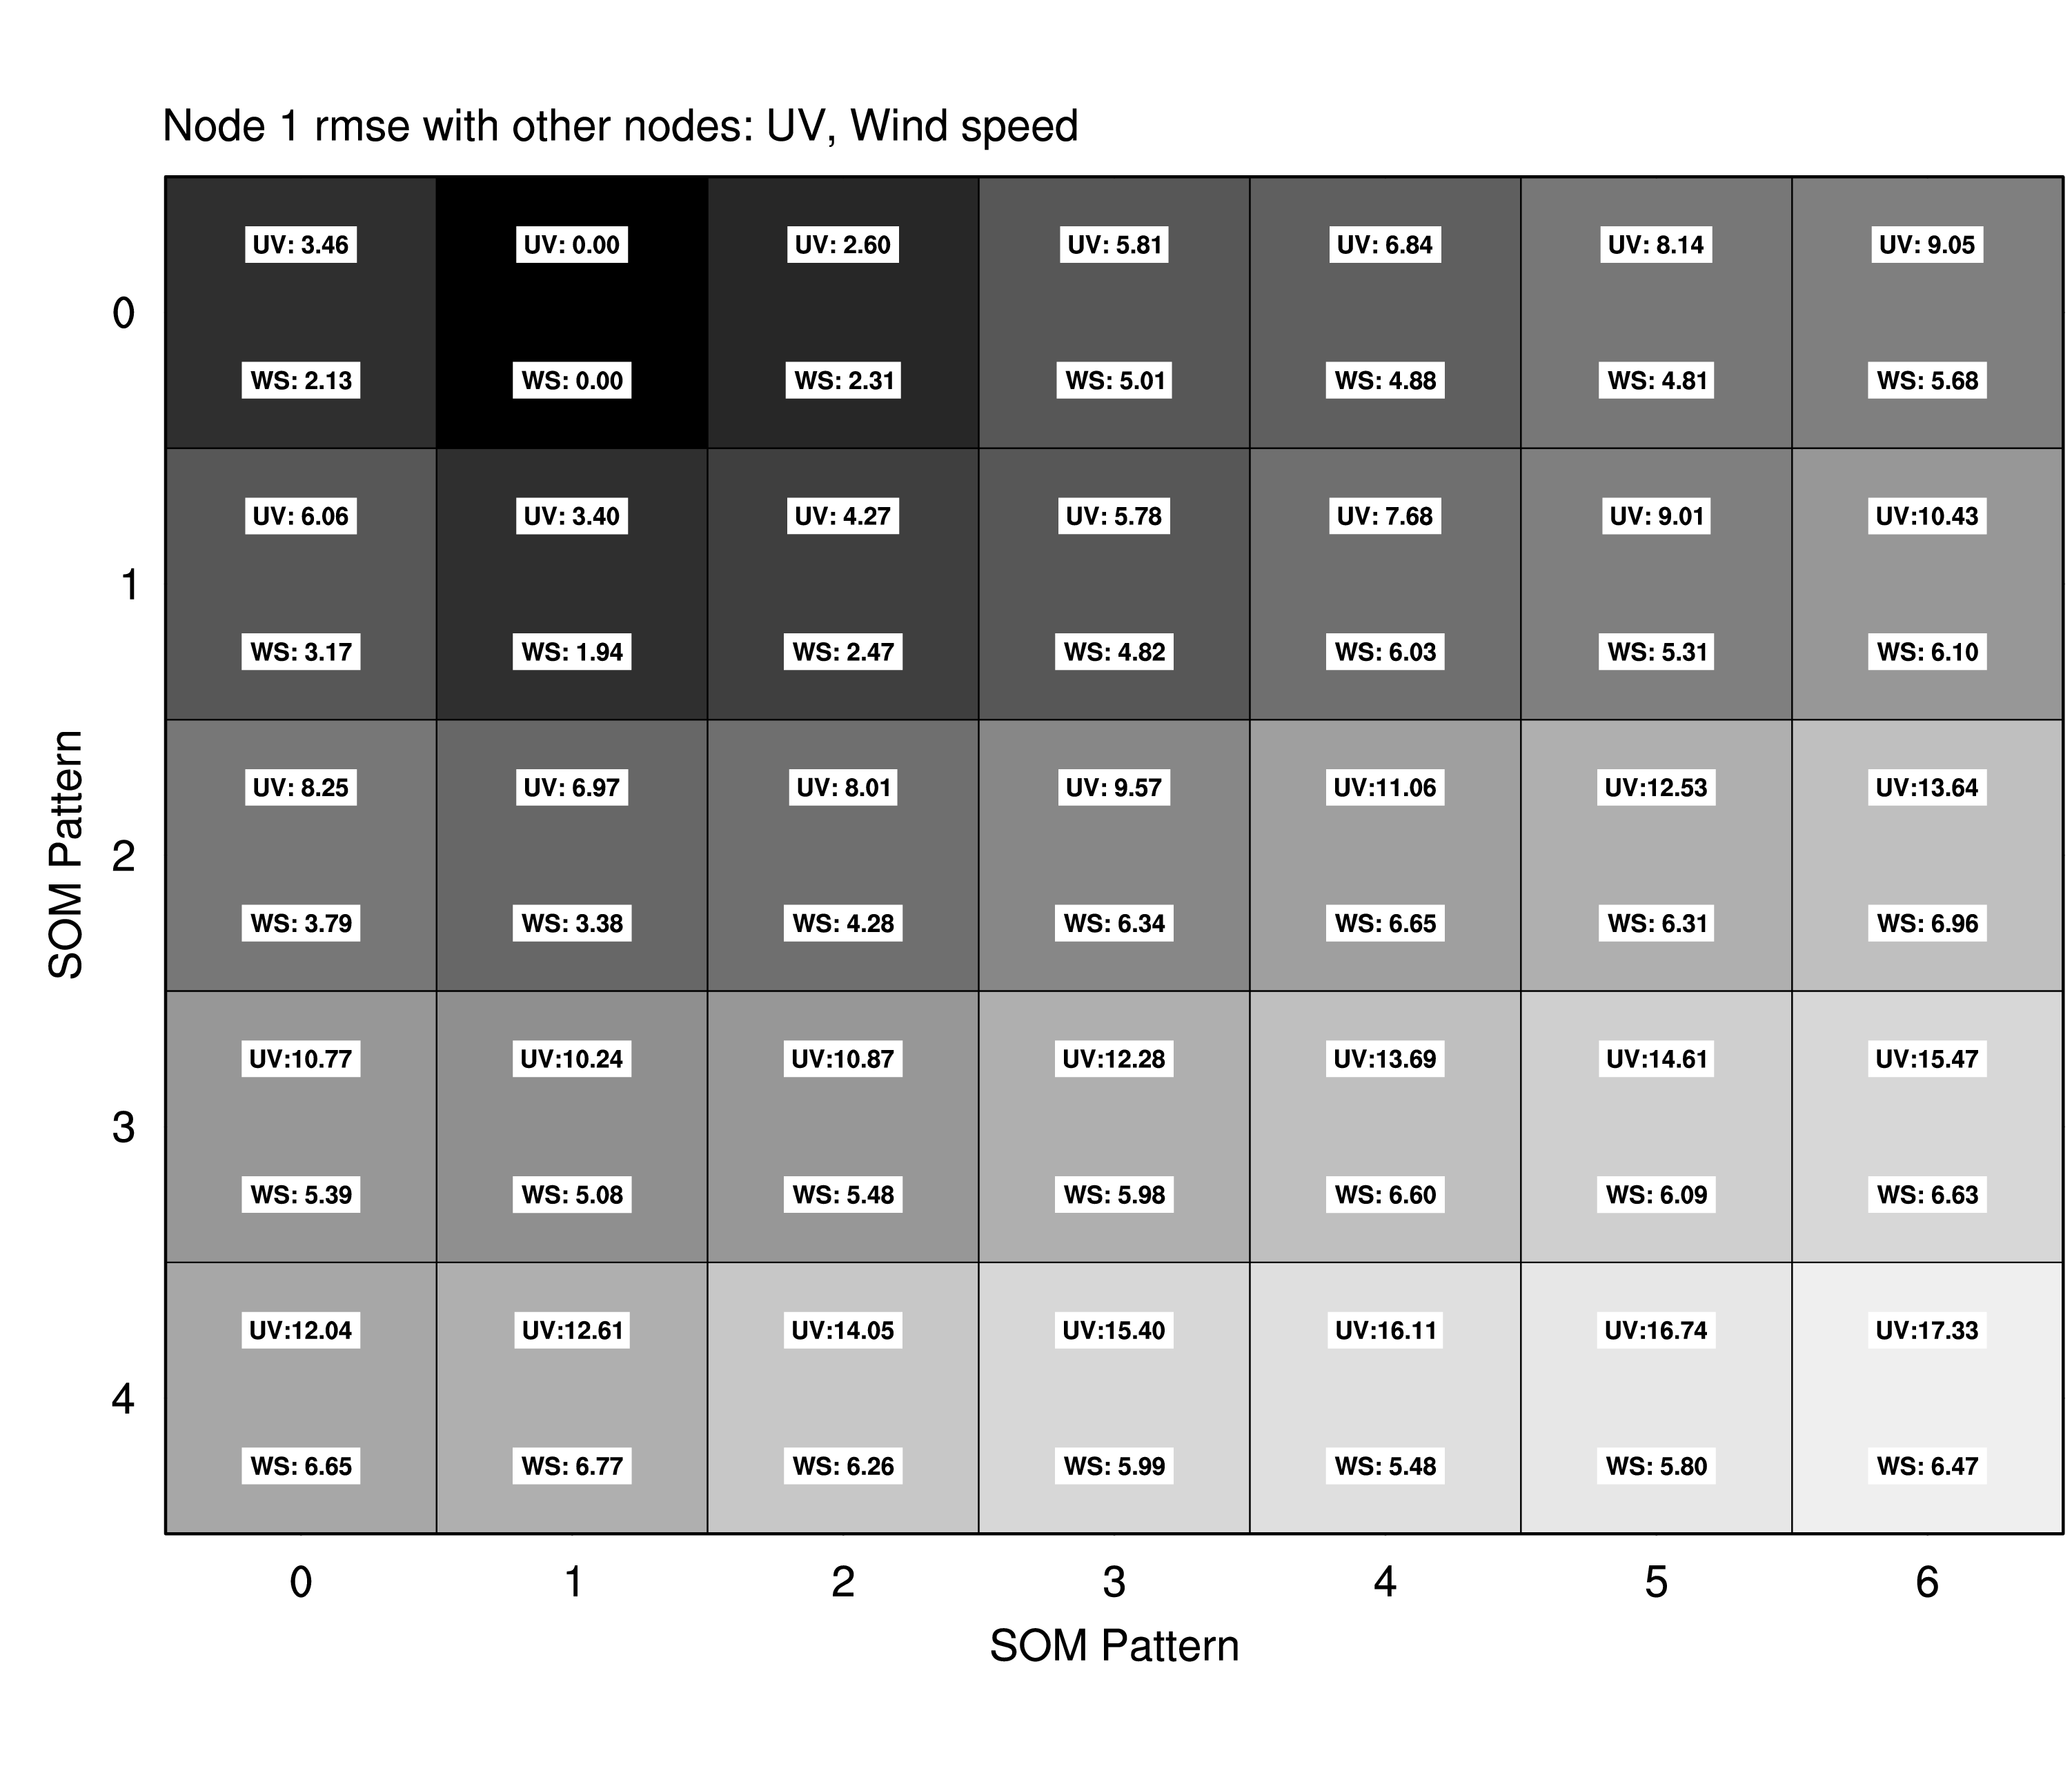 Node 1 rmse with other nodes: UV, Wind speed
UV: 3.46 UV: 0.00 UV: 2.60 UV: 5.81 UV: 6.84 UV: 8.14 UV: 9.05
0
WS: 2.13 WS: 0.00 WS: 2.31 WS: 5.01 WS: 4.88 WS: 4.81 WS: 5.68
UV: 6.06 UV: 3.40 UV: 4.27 UV: 5.78 UV: 7.68 UV: 9.01 UV:10.43
1
WS: 3.17 WS: 1.94 WS: 2.47 WS: 4.82 WS: 6.03 WS: 5.31 WS: 6.10
UV: 8.25 UV: 6.97 UV: 8.01 UV: 9.57 UV:11.06 UV:12.53 UV:13.64
SOM Pattern
2
WS: 3.79 WS: 3.38 WS: 4.28 WS: 6.34 WS: 6.65 WS: 6.31 WS: 6.96
UV:10.77 UV:10.24 UV:10.87 UV:12.28 UV:13.69 UV:14.61 UV:15.47
3
WS: 5.39 WS: 5.08 WS: 5.48 WS: 5.98 WS: 6.60 WS: 6.09 WS: 6.63
UV:12.04 UV:12.61 UV:14.05 UV:15.40 UV:16.11 UV:16.74 UV:17.33
4
WS: 6.65 WS: 6.77 WS: 6.26 WS: 5.99 WS: 5.48 WS: 5.80 WS: 6.47
0 1 2 3 4 5 6
SOM Pattern